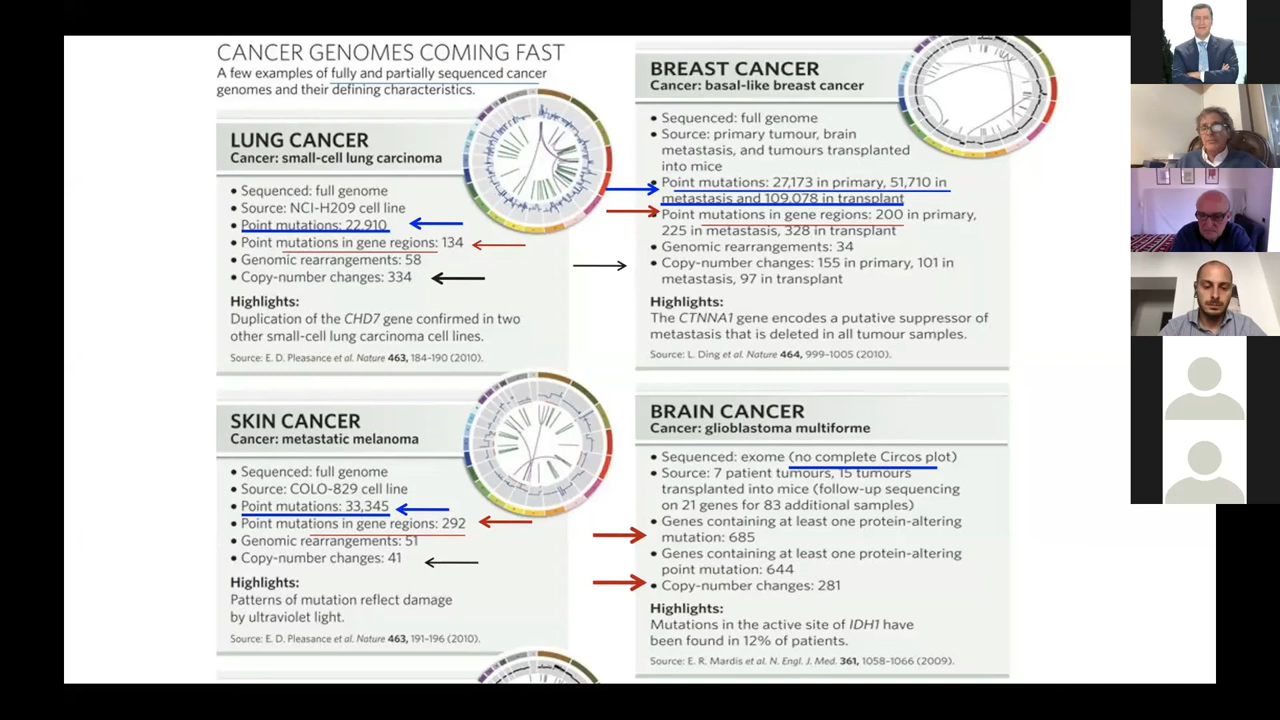 CANCER GENOMES COMING FAST
A few examples of fully and partially sequenced cancer
genomes and their defining characteristics.
LUNG CANCER
Cancer: small-cell lung carcinoma
• Sequenced: full genome
• Source: NCI-H209 cell line
• Point mutations: 22,910
• Point mutations in gene regions: 134
• Genomic rearrangements: 58
• Copy-number changes: 334
Highlights:
Duplication of the CHD7 gene confirmed in two
other small-cell lung carcinoma cell lines.
Source: E. D. Pleasance et al. Nature 463, 184-190 (2010).
SKIN CANCER
Cancer: metastatic melanoma
• Sequenced: full genome
• Source: COLO-829 cell line
• Point mutations: 33,345
• Point mutations in gene regions: 292
• Genomic rearrangements: 51
• Copy-number changes: 41
Highlights:
Patterns of mutation reflect damage
by ultraviolet light.
Source: E. D. Pleasance et al. Nature 463, 191-196 (2010).
BREAST CANCER
Cancer: basal-like breast cancer
• Sequenced: full genome
• Source: primary tumour, brain
metastasis, and tumours transplanted
into mice
• Point mutations: 27,173 in primary, 51,710 in
metastasis and 109,078 in transplant
• Point mutations in gene regions: 200 in primary,
225 in metastasis, 328 in transplant
• Genomic rearrangements: 34
• Copy-number changes: 155 in primary, 101 in
metastasis, 97 in transplant
Highlights:
The CTNNA1 gene encodes a putative suppressor of
metastasis that is deleted in all tumour samples.
Source: L. Ding et al. Nature 464, 999-1005 (2010).
BRAIN CANCER
Cancer: glioblastoma multiforme
• Sequenced: exome (no complete Circos plot)
• Source: 7 patient tumours, 15 tumours
transplanted into mice (follow-up sequencing
on 21 genes for 83 additional samples)
• Genes containing at least one protein-altering
mutation: 685
• Genes containing at least one protein-altering
point mutation: 644
• Copy-number changes: 281
Highlights:
Mutations in the active site of IDH1 have
been found in 12% of patients.
Source: E. R. Mardis et al. N. Engl. J. Med. 361, 1058-1066 (2009).